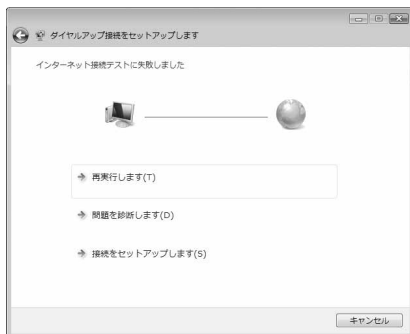 ダイヤルアップ接続をセットアップします
インターネット接続テストに失敗しました
再実行します(T)
問題を診断します(D)
接続をセットアップします(S)
キャンセル